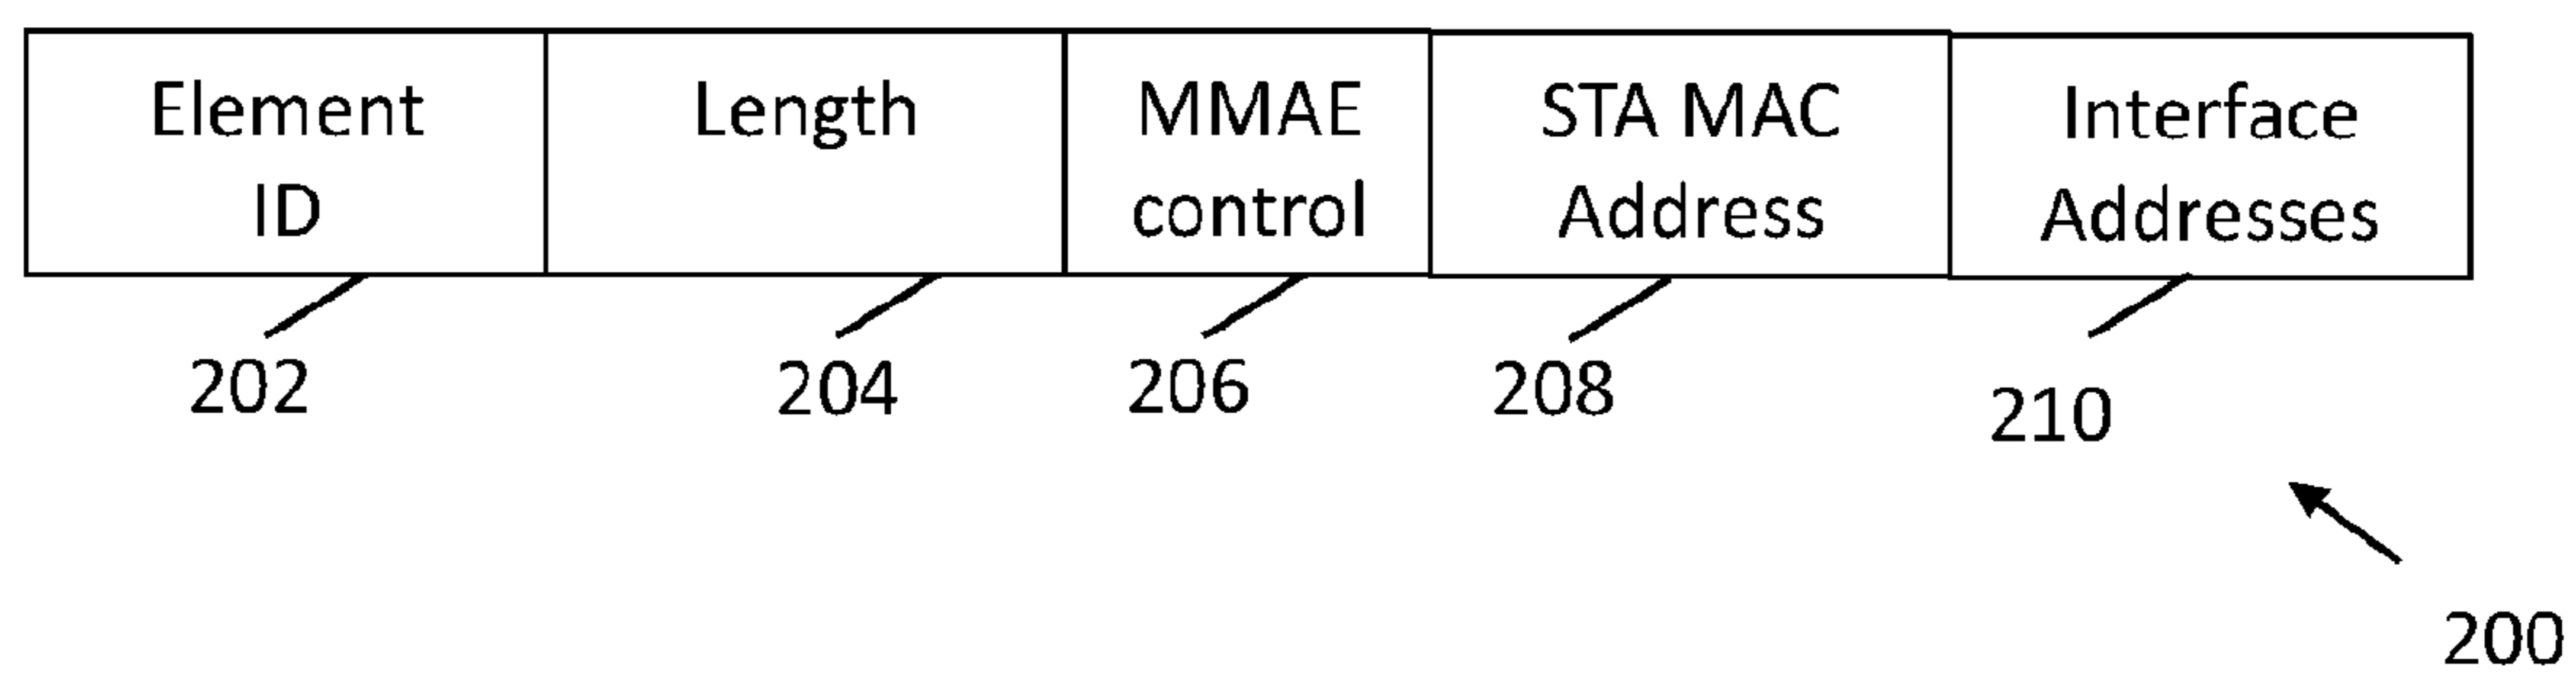 Element
ID
Length
MMAE
control
STA MAC
Address
Interface
Addresses
202
204
206
208
210
200